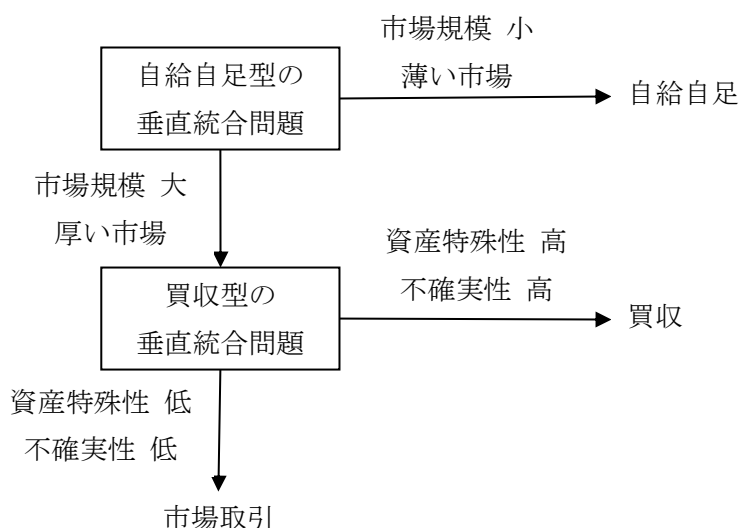 市場規模 小
薄い市場
自給自足型の
垂直統合問題
自給自足
市場規模 大
厚い市場
資産特殊性 高
不確実性 高
買収型の
垂直統合問題
買収
資産特殊性 低
不確実性 低
市場取引